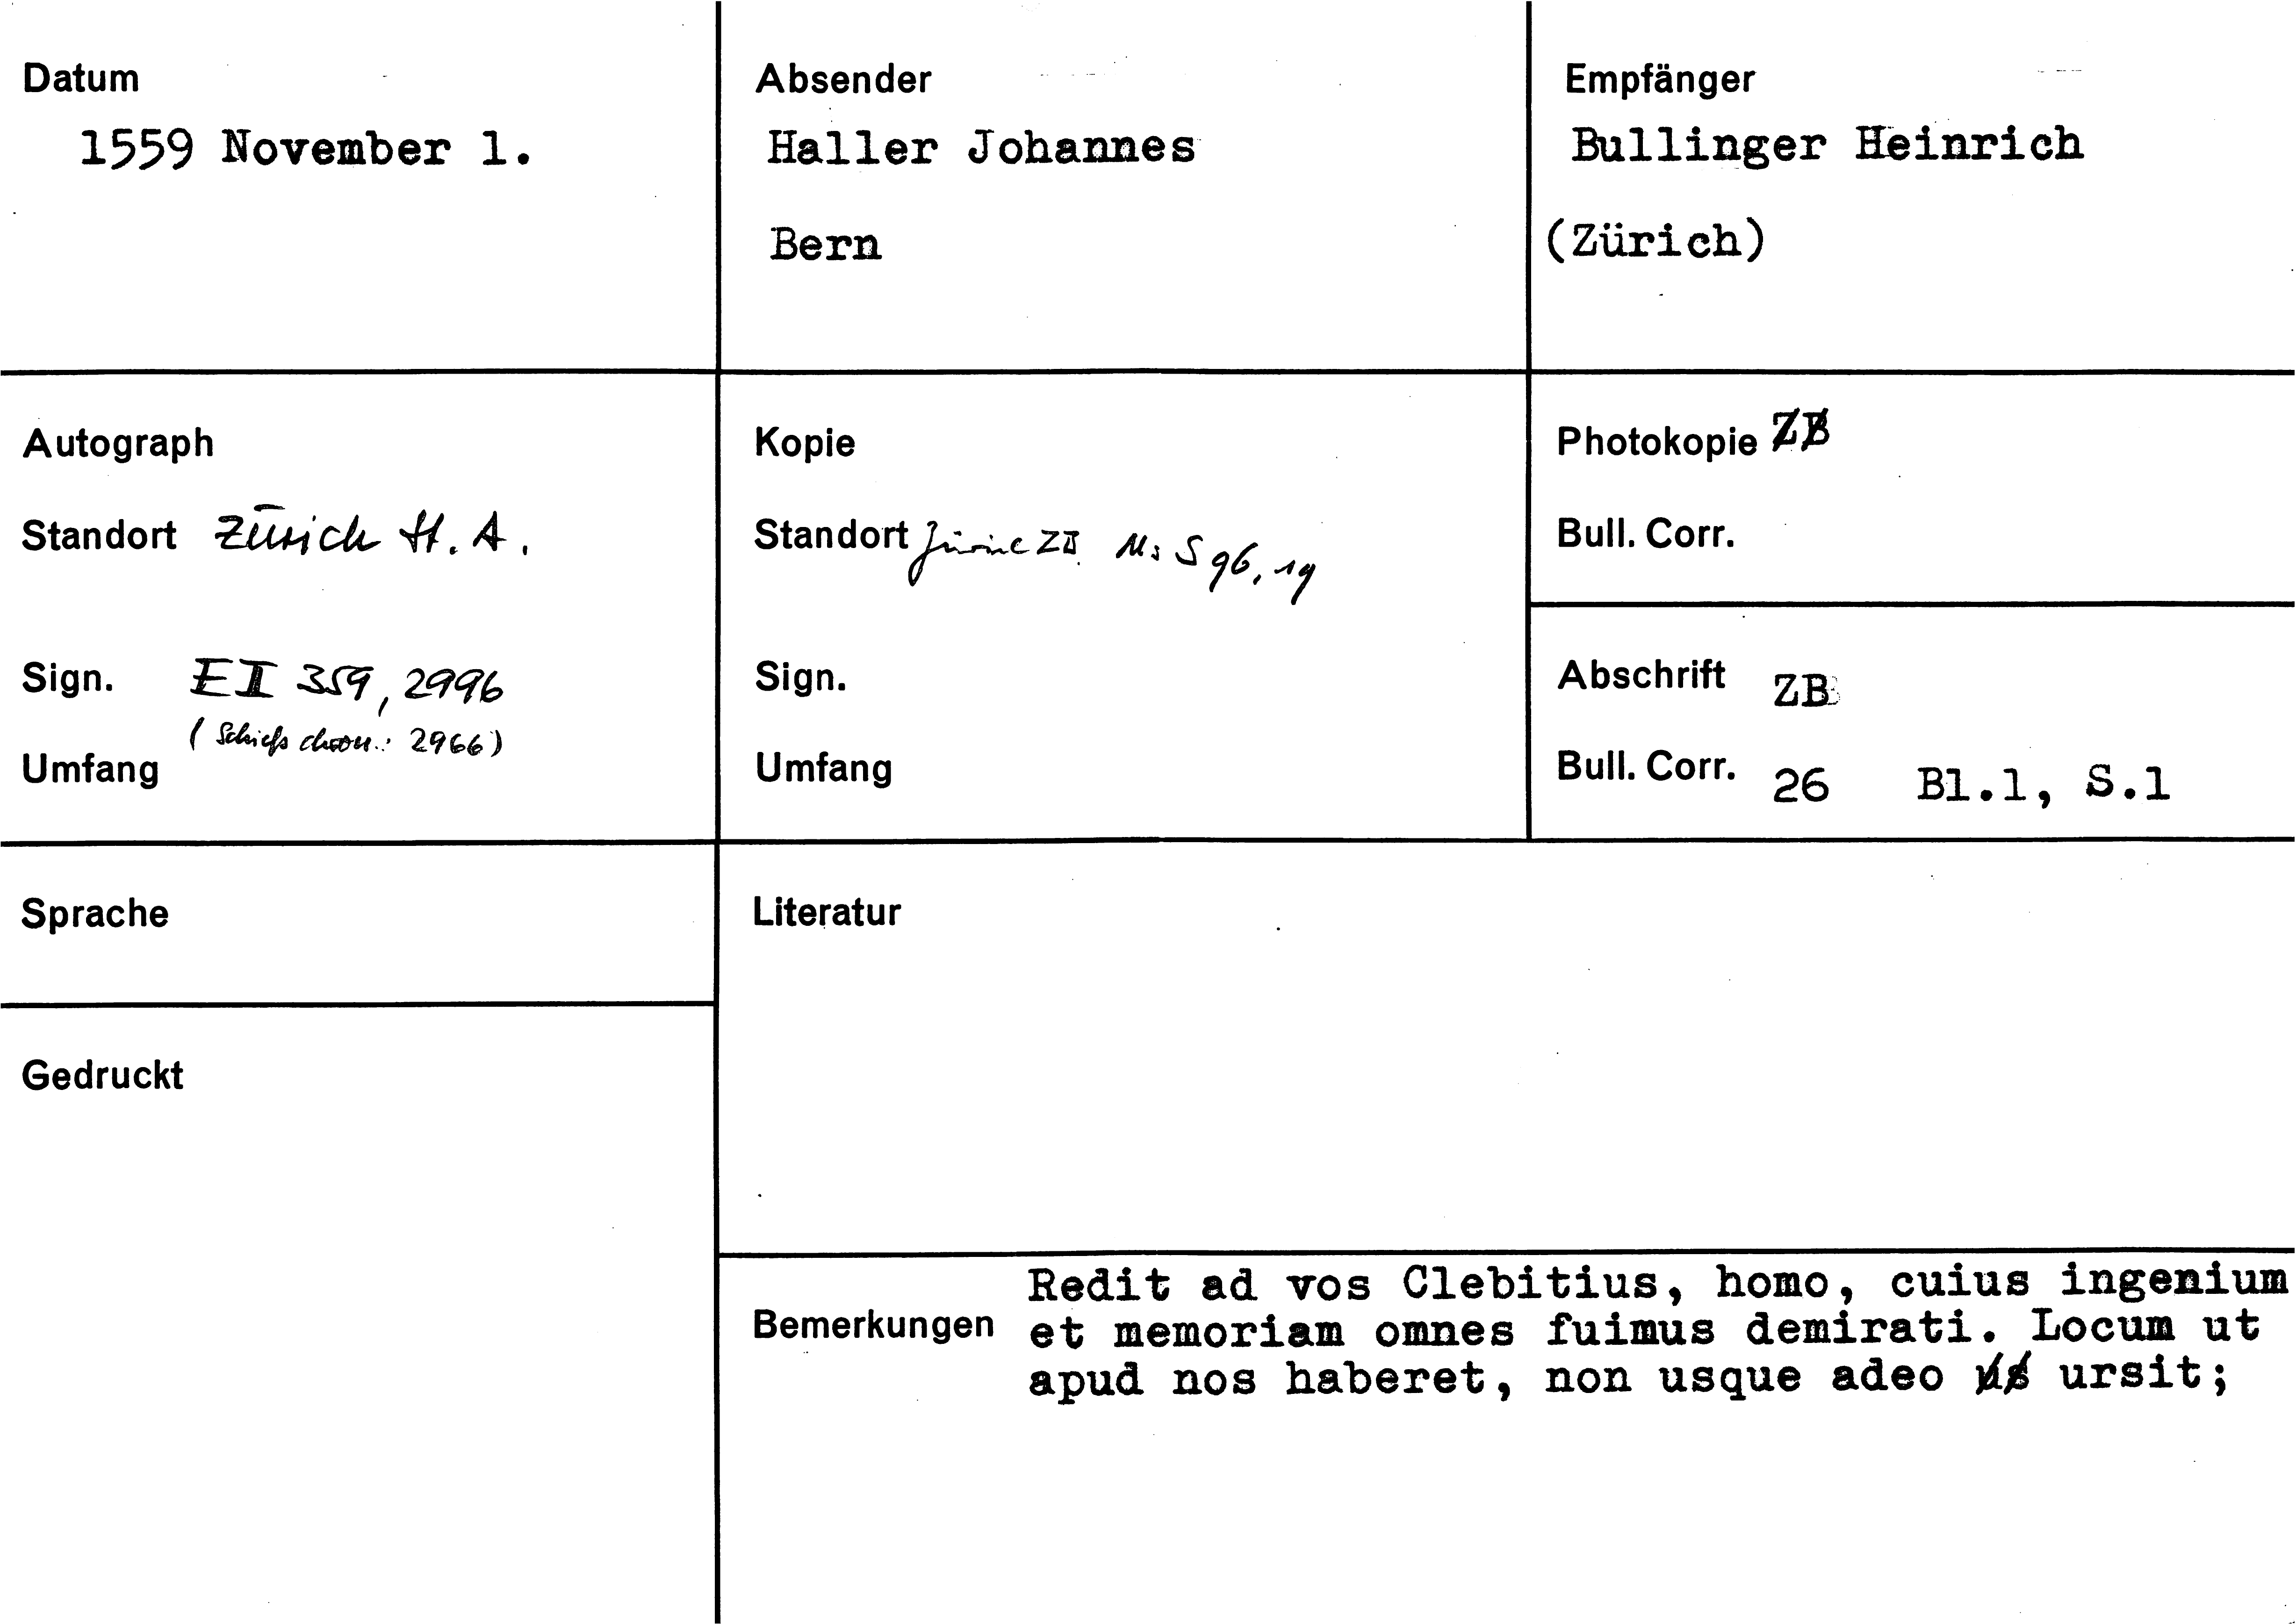 Datum
1559 November 1.
Absender
Haller Johannes
Bern
Empfänger
Bullinger Heinrich
(Zürich)
Autograph
Standort Zürich St. A.
Sign. E II 359, 2996
(Schieß chron.: 2966)
Umfang
Kopie
Standort Zürich ZB Ms S 96, 19
Sign.
Umfang
Photokopie ZB
Bull. Corr.
Abschrift ZB
Bull. Corr. 26 Bl.1, S.1
Sprache
Gedruckt
Literatur
Bemerkungen
Redit ad vos Clebitius, homo, cuius ingenium
et memoriam omnes fuimus demirati. Locum ut
apud nos haberet, non usque adeo ursit;